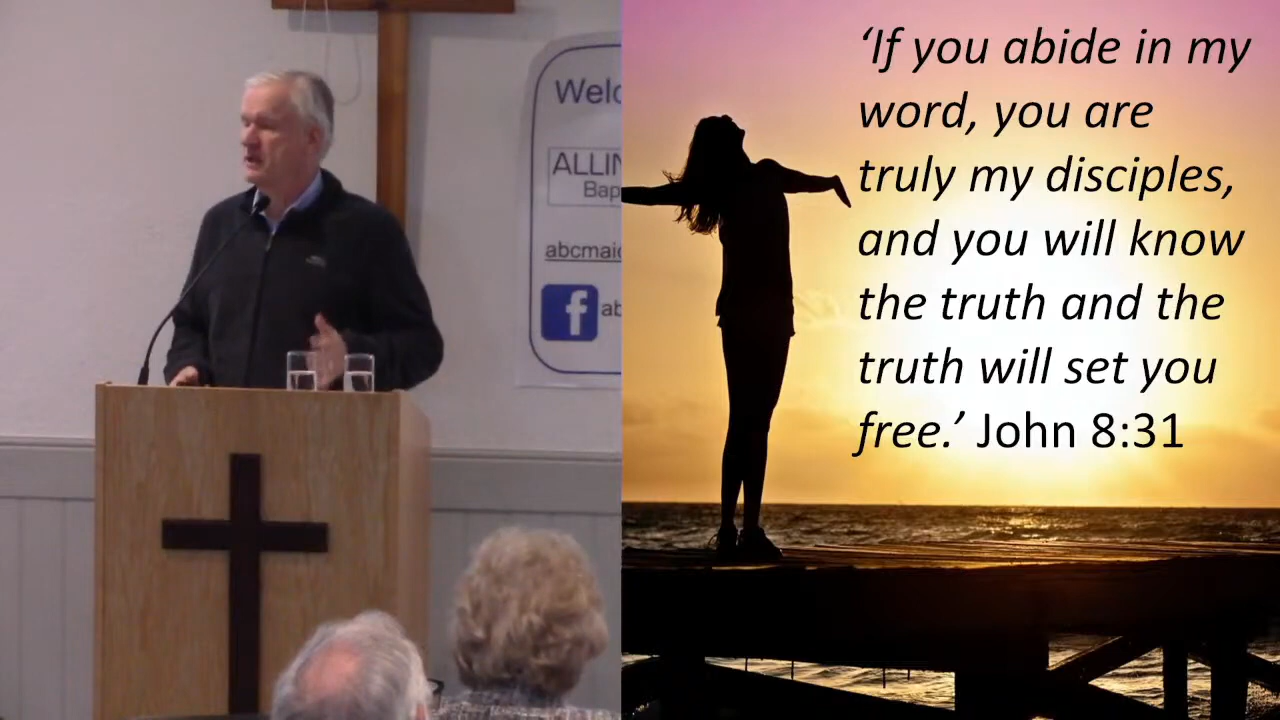 Welc
ALLIN
Bap
abcmaid
f
ab
‘If you abide in my
word, you are
truly my disciples,
and you will know
the truth and the
truth will set you
free.’ John 8:31